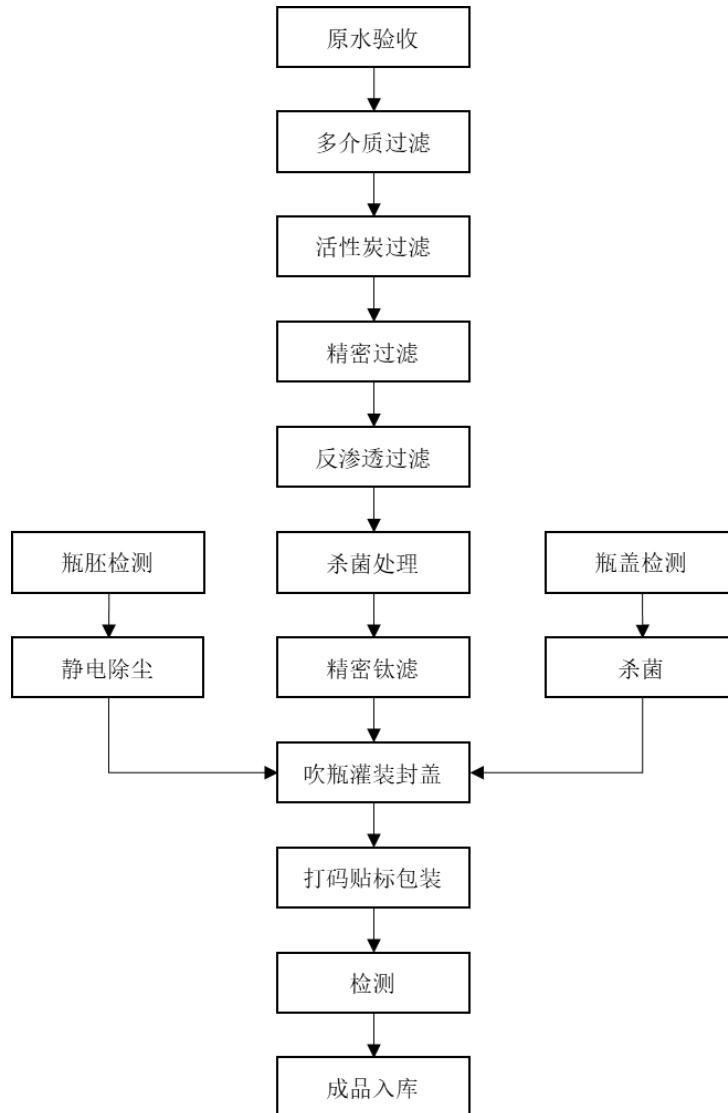 原水验收
多介质过滤
活性炭过滤
精密过滤
反渗透过滤
瓶胚检测
杀菌处理
瓶盖检测
静电除尘
精密钛滤
杀菌
吹瓶灌装封盖
打码贴标包装
检测
成品入库